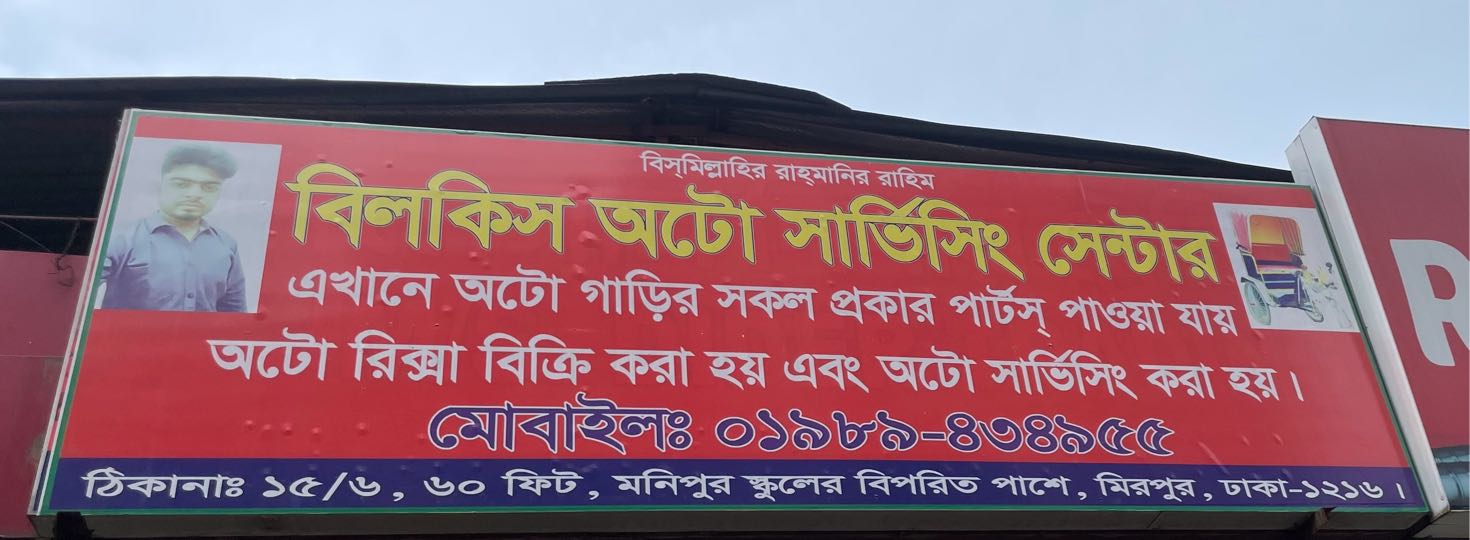 বিস্‌মিল্লাহির রাহ্‌মানির রাহিম
বিলকিস অটো সার্ভিসিং সেন্টার
এখানে অটো গাড়ির সকল প্রকার পার্টস্ পাওয়া যায়
অটো রিক্সা বিক্রি করা হয় এবং অটো সার্ভিসিং করা হয়।
মোবাইলঃ ০১৯৮৯-৪৩৪৯৫৫
ঠিকানাঃ ১৫/৬, ৬০ ফিট, মনিপুর স্কুলের বিপরিত পাশে, মিরপুর, ঢাকা-১২১৬।
R